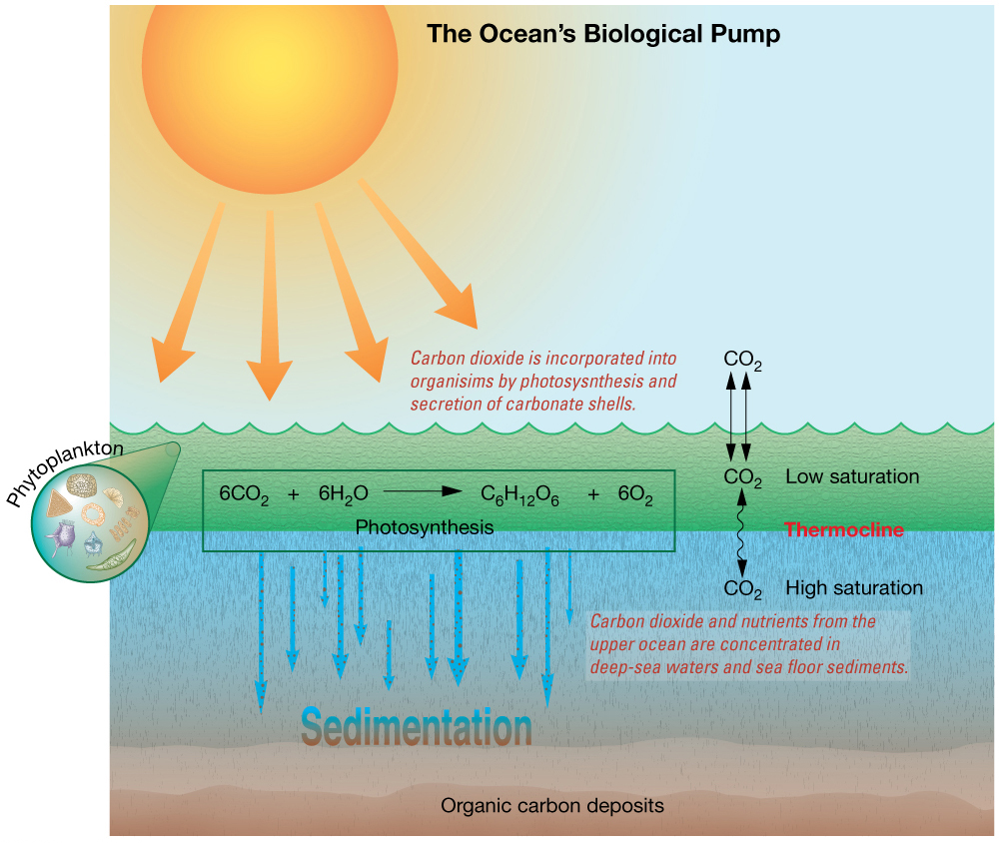 The Ocean's Biological Pump
Carbon dioxide is incorporated into
organisims by photosysnthesis and
secretion of carbonate shells.
CO₂
Phytoplankton
6CO₂ + 6H₂O ⟶ C₆H₁₂O₆ + 6O₂
Photosynthesis
CO₂ Low saturation
Thermocline
CO₂ High saturation
Carbon dioxide and nutrients from the
upper ocean are concentrated in
deep-sea waters and sea floor sediments.
Sedimentation
Organic carbon deposits